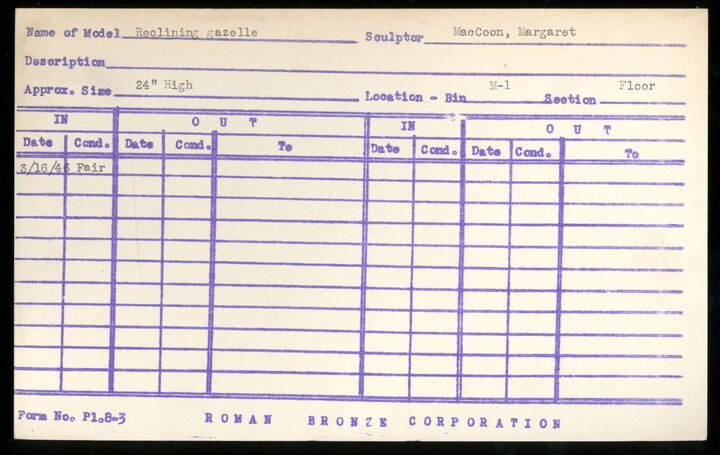 Name of Model Reclining gazelle Sculptor MacCoon, Margaret
Description
Approx. Size 24" High Location - Bin M-1 Section Floor
IN OUT IN OUT
Date Cond. Date Cond. To Date Cond. Date Cond. To
3/16/46 Fair
Form No. P1.8-3 ROMAN BRONZE CORPORATION